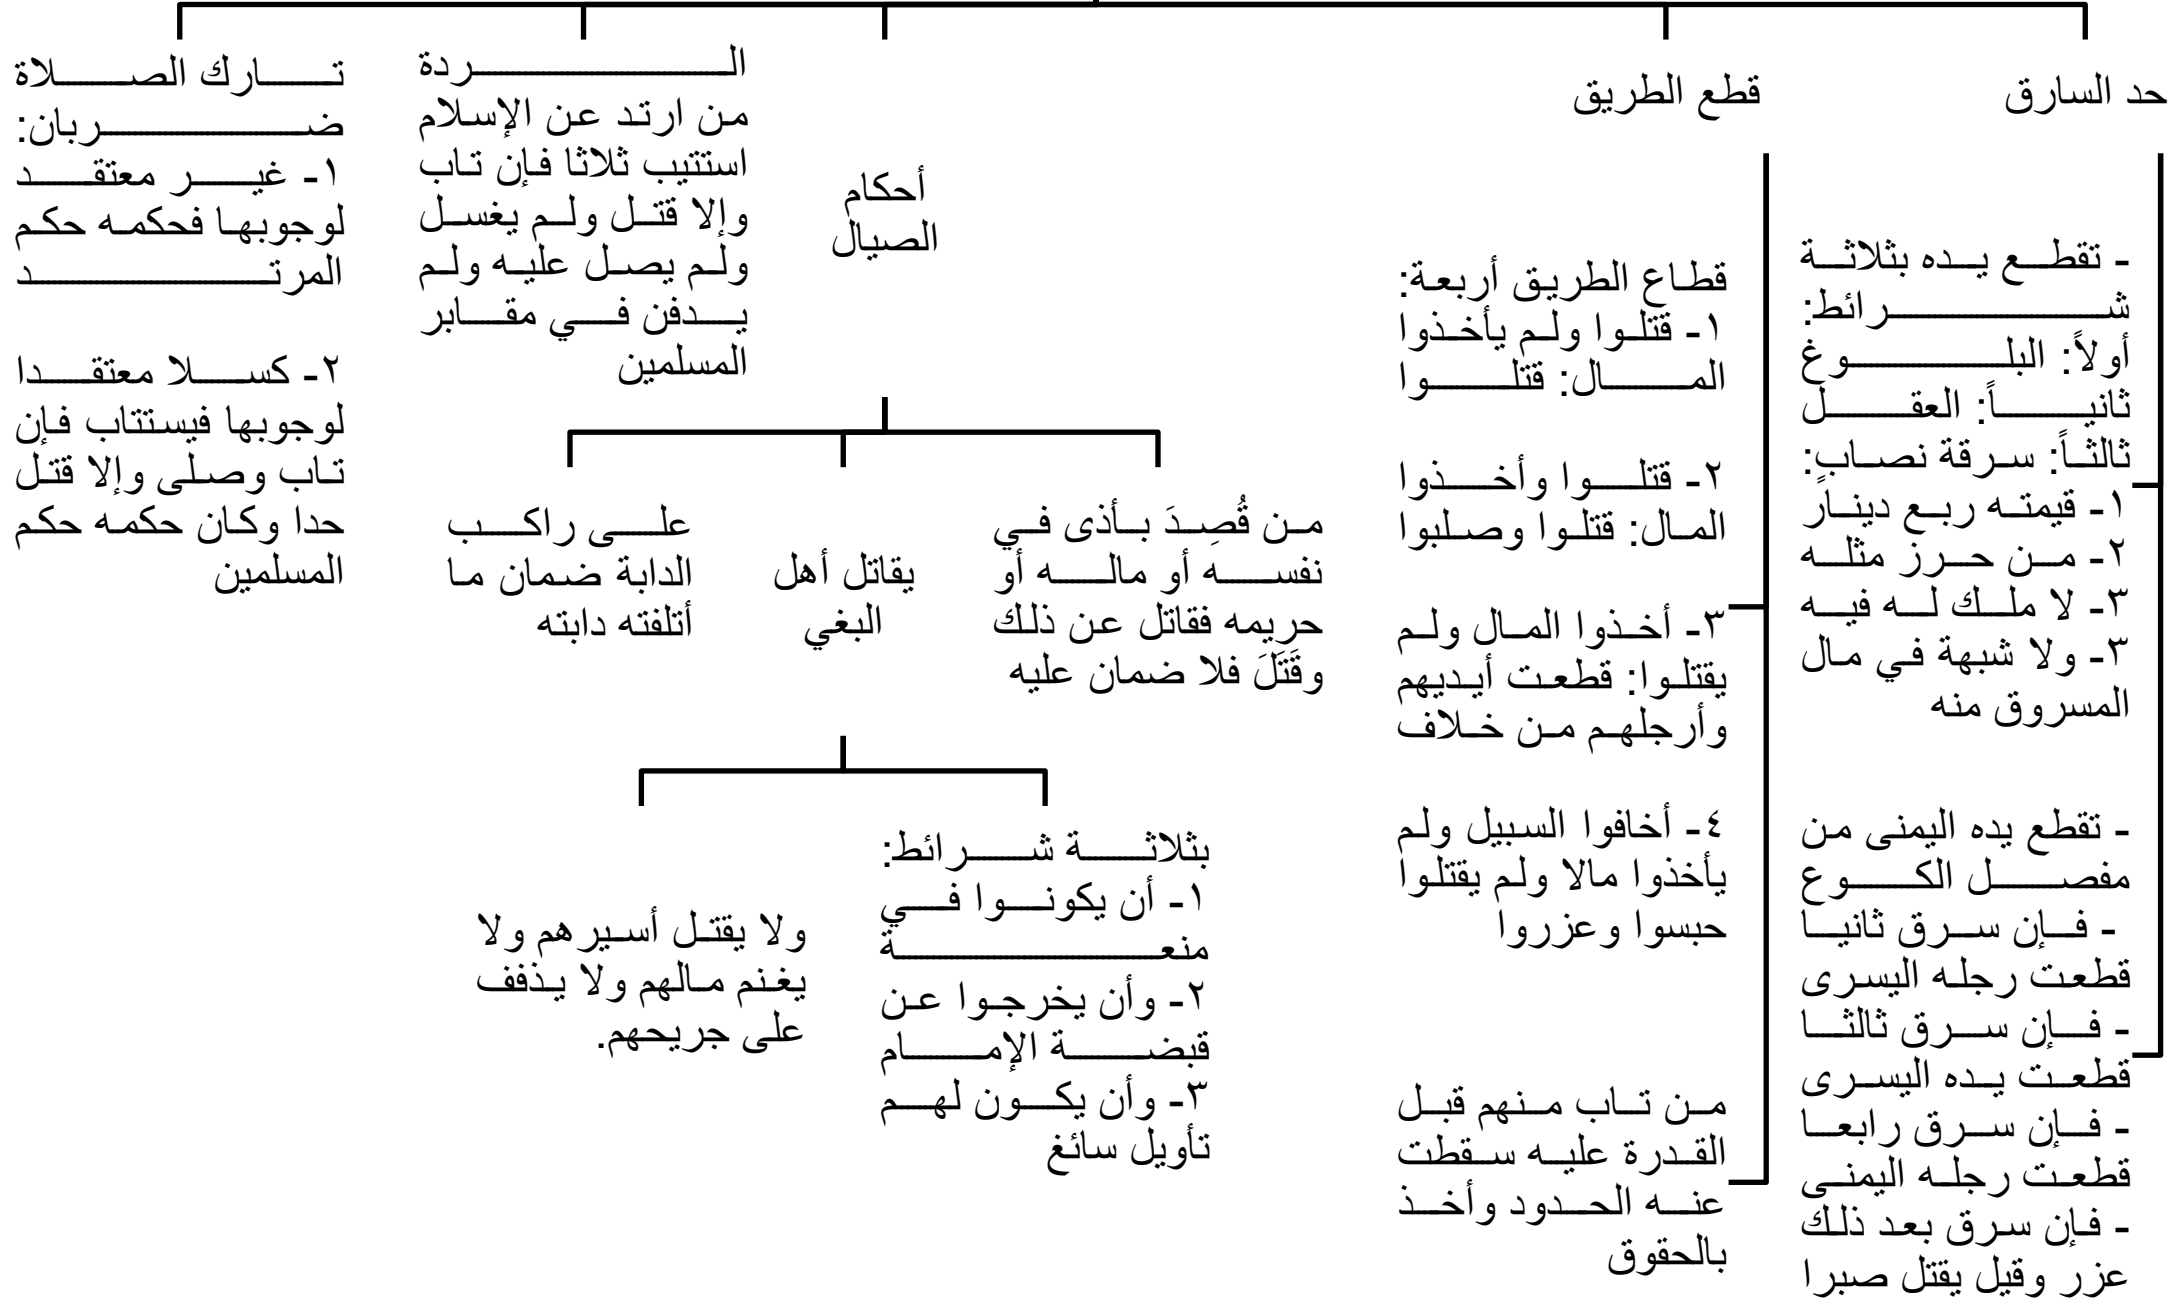 حد السارق
- تقطع يده بثلاثة
شرائط:
أولاً: البلوغ
ثانياً: العقل
ثالثاً: سرقة نصاب:
١- قيمته ربع دينار
٢- من حرز مثله
٣- لا ملك له فيه
٣- ولا شبهة في مال
المسروق منه
- تقطع يده اليمنى من
مفصل الكوع
- فإن سرق ثانيا
قطعت رجله اليسرى
- فإن سرق ثالثا
قطعت يده اليسرى
- فإن سرق رابعا
قطعت رجله اليمنى
- فإن سرق بعد ذلك
عزر وقيل يقتل صبرا
قطع الطريق
قطاع الطريق أربعة:
١- قتلوا ولم يأخذوا
المال: قتلوا
٢- قتلوا وأخذوا
المال: قتلوا وصلبوا
٣- أخذوا المال ولم
يقتلوا: قطعت أيديهم
وأرجلهم من خلاف
٤- أخافوا السبيل ولم
يأخذوا مالا ولم يقتلوا
حبسوا وعزروا
من تاب منهم قبل
القدرة عليه سقطت
عنه الحدود وأخذ
بالحقوق
أحكام
الصيال
من قُصِدَ بأذى في
نفسه أو ماله أو
حريمه فقاتل عن ذلك
وقَتَلَ فلا ضمان عليه
يقاتل أهل
البغي
بثلاثة شرائط:
١- أن يكونوا في
منعة
٢- وأن يخرجوا عن
قبضة الإمام
٣- وأن يكون لهم
تأويل سائغ
ولا يقتل أسيرهم ولا
يغنم مالهم ولا يذفف
على جريحهم.
على راكب
الدابة ضمان ما
أتلفته دابته
الردة
من ارتد عن الإسلام
استتيب ثلاثا فإن تاب
وإلا قتل ولم يغسل
ولم يصل عليه ولم
يدفن في مقابر
المسلمين
تارك الصلاة
ضربان:
١- غير معتقد
لوجوبها فحكمه حكم
المرتد
٢- كسلا معتقدا
لوجوبها فيستتاب فإن
تاب وصلى وإلا قتل
حدا وكان حكمه حكم
المسلمين